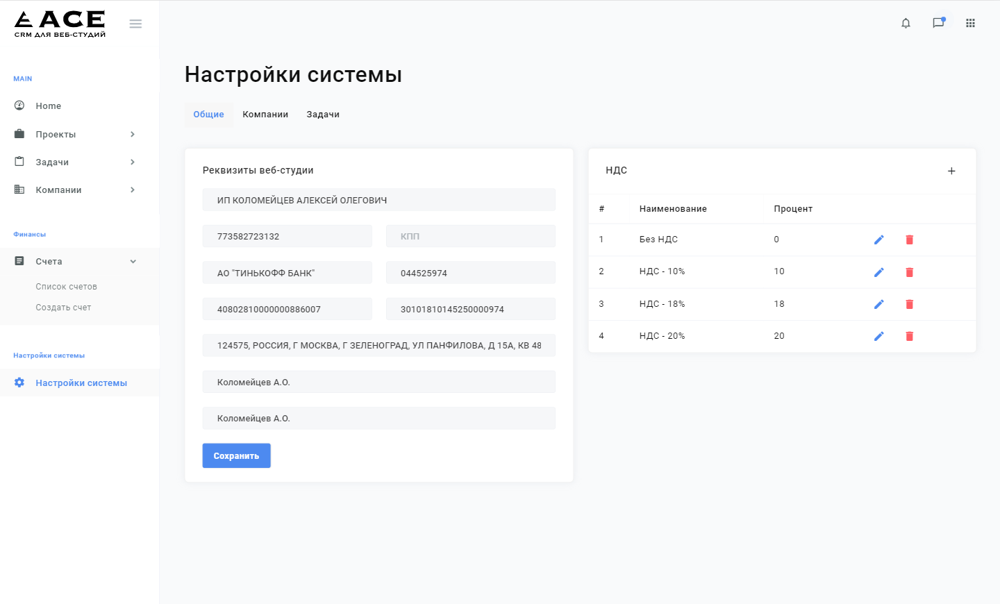 ACE
CRM ДЛЯ ВЕБ-СТУДИЙ
MAIN
Home
Проекты
Задачи
Компании
Финансы
Счета
Список счетов
Создать счет
Настройки системы
Настройки системы
Настройки системы
Общие Компании Задачи
Реквизиты веб-студии
ИП КОЛОМЕЙЦЕВ АЛЕКСЕЙ ОЛЕГОВИЧ
773582723132 КПП
АО "ТИНЬКОФФ БАНК" 044525974
40802810000000886007 30101810145250000974
124575, РОССИЯ, Г МОСКВА, Г ЗЕЛЕНОГРАД, УЛ ПАНФИЛОВА, Д 15А, КВ 48
Коломейцев А.О.
Коломейцев А.О.
Сохранить
НДС +
# Наименование Процент
1 Без НДС 0
2 НДС - 10% 10
3 НДС - 18% 18
4 НДС - 20% 20